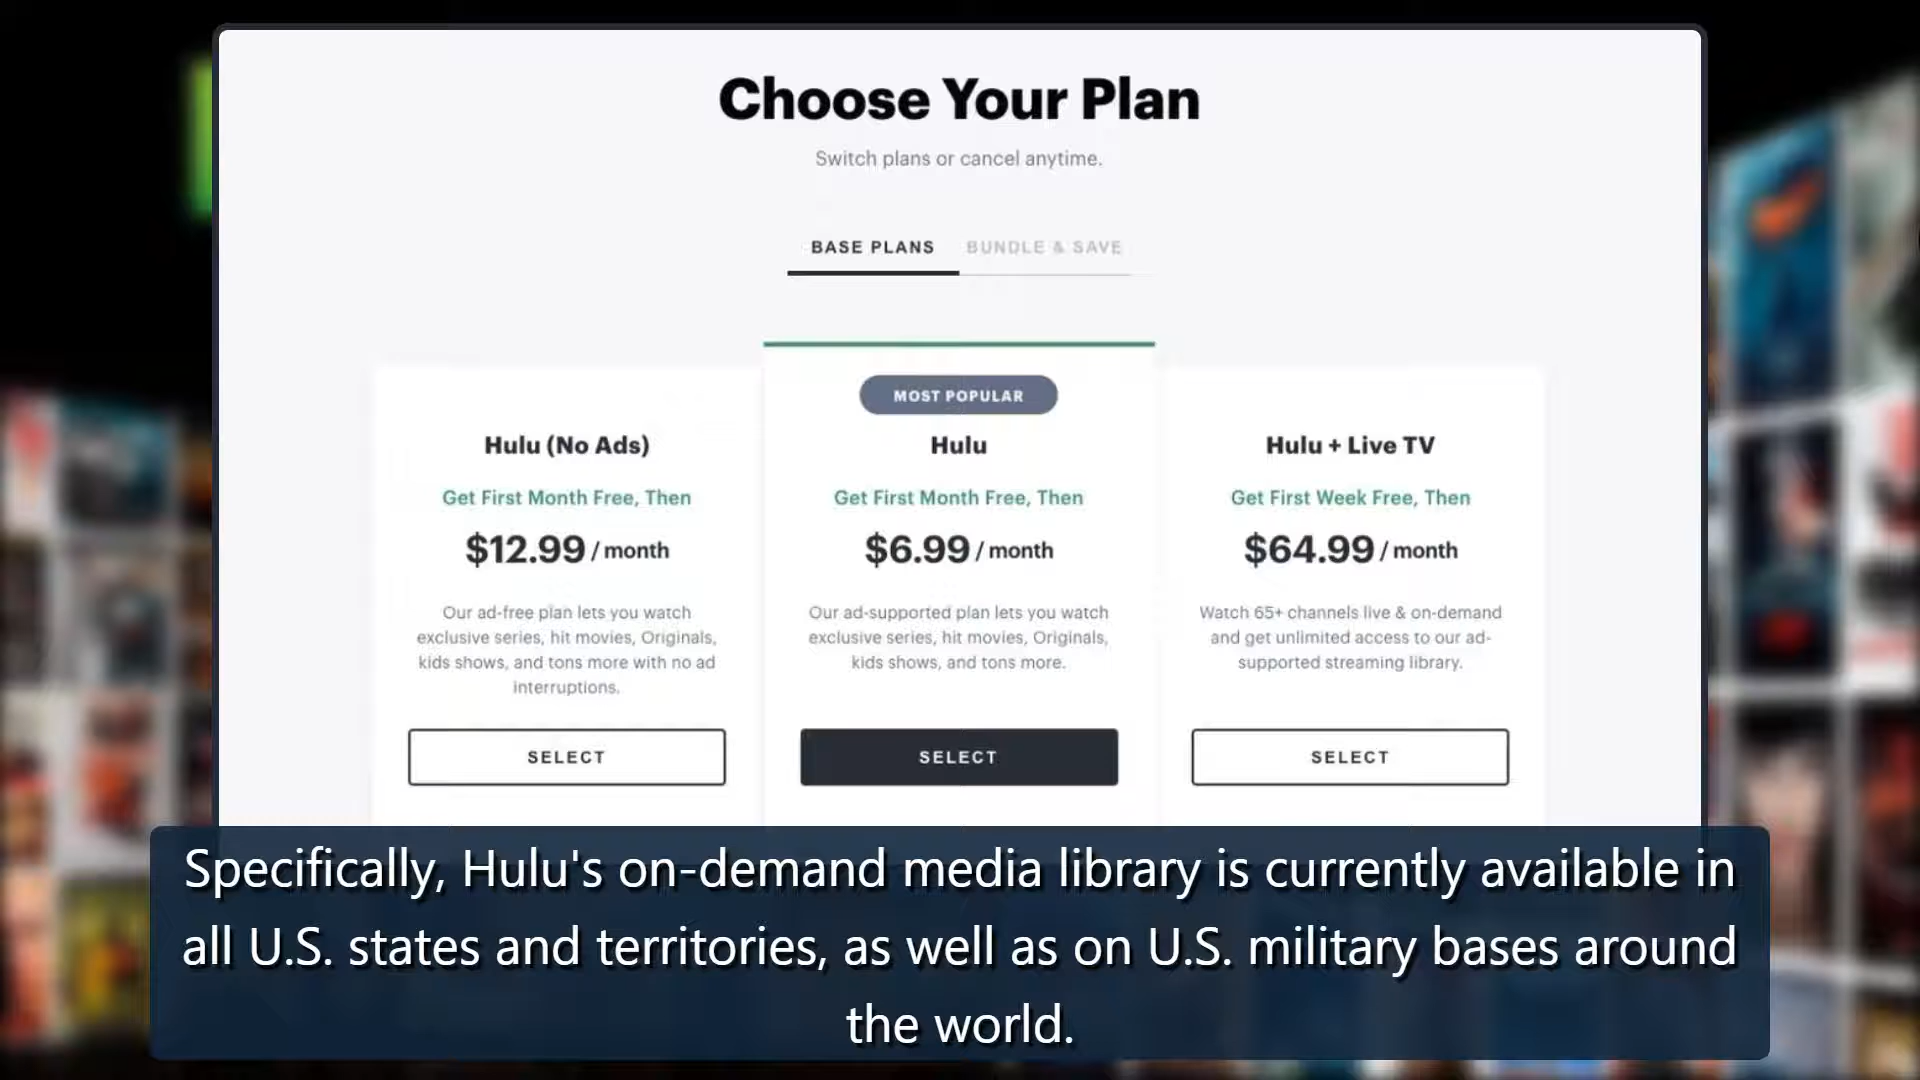 Choose Your Plan
Switch plans or cancel anytime.
BASE PLANS BUNDLE & SAVE
MOST POPULAR
Hulu (No Ads)
Get First Month Free, Then
$12.99 / month
Our ad-free plan lets you watch
exclusive series, hit movies, Originals,
kids shows, and tons more with no ad
interruptions.
SELECT
Hulu
Get First Month Free, Then
$6.99 / month
Our ad-supported plan lets you watch
exclusive series, hit movies, Originals,
kids shows, and tons more.
SELECT
Hulu + Live TV
Get First Week Free, Then
$64.99 / month
Watch 65+ channels live & on-demand
and get unlimited access to our ad-
supported streaming library.
SELECT
Specifically, Hulu's on-demand media library is currently available in
all U.S. states and territories, as well as on U.S. military bases around
the world.